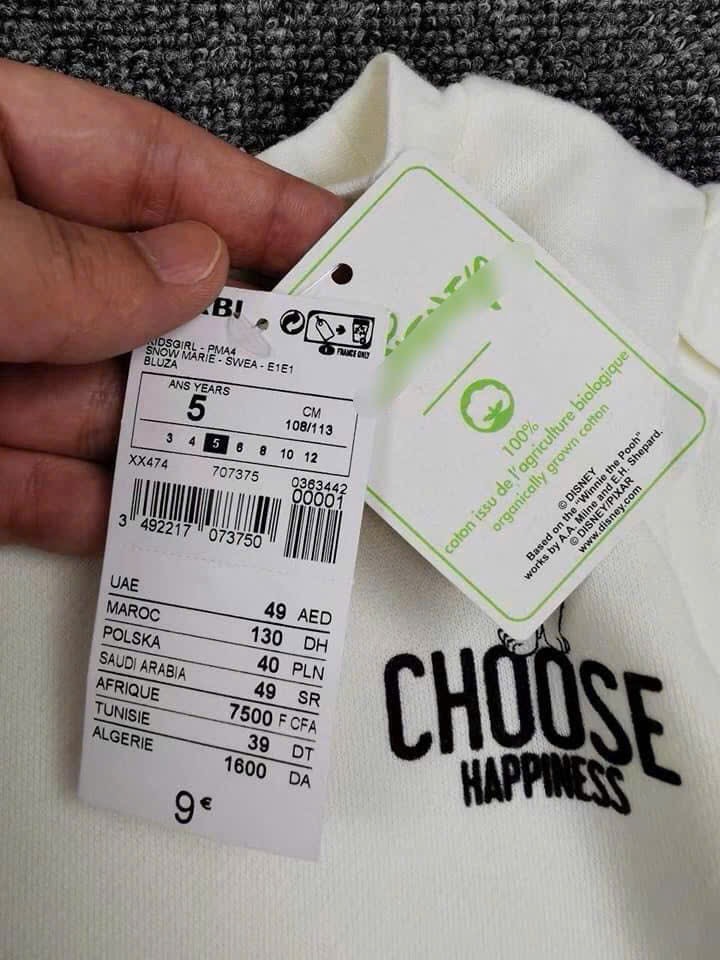 KIDSGIRL - PMA4
SNOW MARIE - SWEA - E1E1
BLUZA
FRANCE ONLY
ANS YEARS
5
CM
108/113
3 4 5 6 8 10 12
XX474 707375 0363442
00001
3 492217 073750
UAE 49 AED
MAROC 130 DH
POLSKA 40 PLN
SAUDI ARABIA 49 SR
AFRIQUE 7500 F CFA
TUNISIE 39 DT
ALGERIE 1600 DA
9€
100%
coton issu de l'agriculture biologique
organically grown cotton
© DISNEY
Based on the "Winnie the Pooh"
works by A.A. Milne and E.H. Shepard.
© DISNEY/PIXAR
www.disney.com
CHOOSE
HAPPINESS